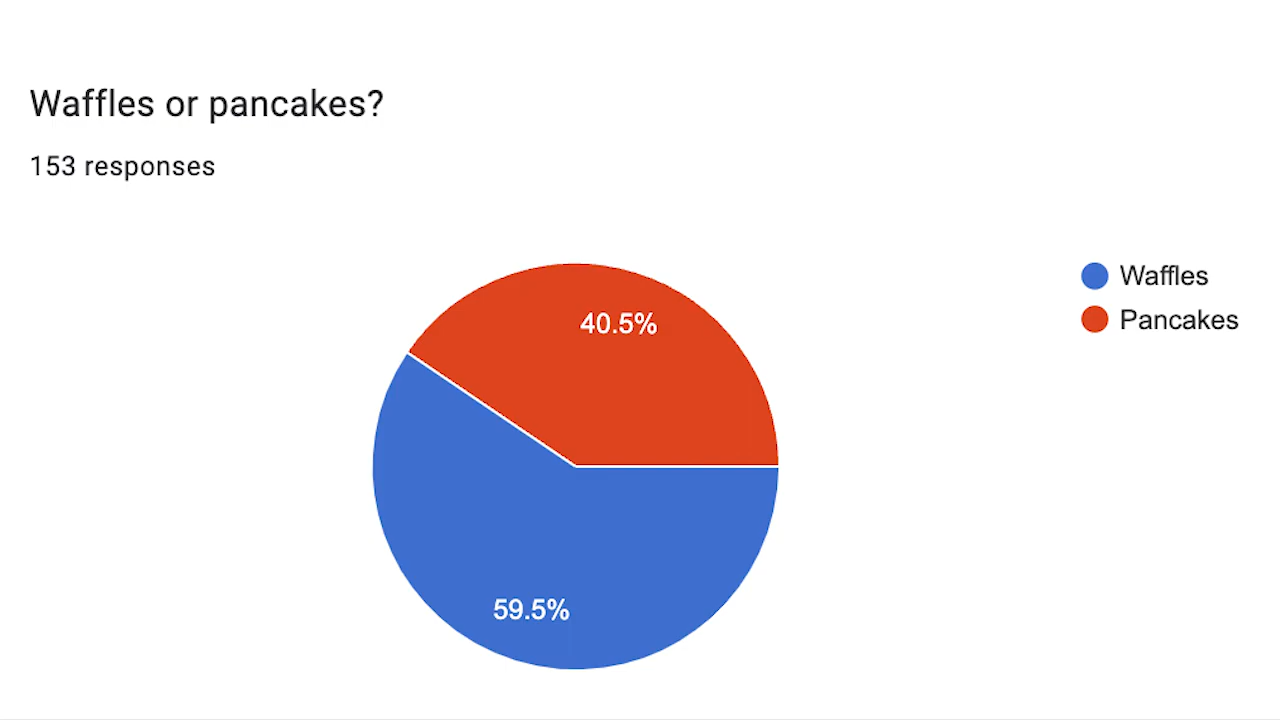 Waffles or pancakes?
153 responses
Waffles
Pancakes
40.5%
59.5%